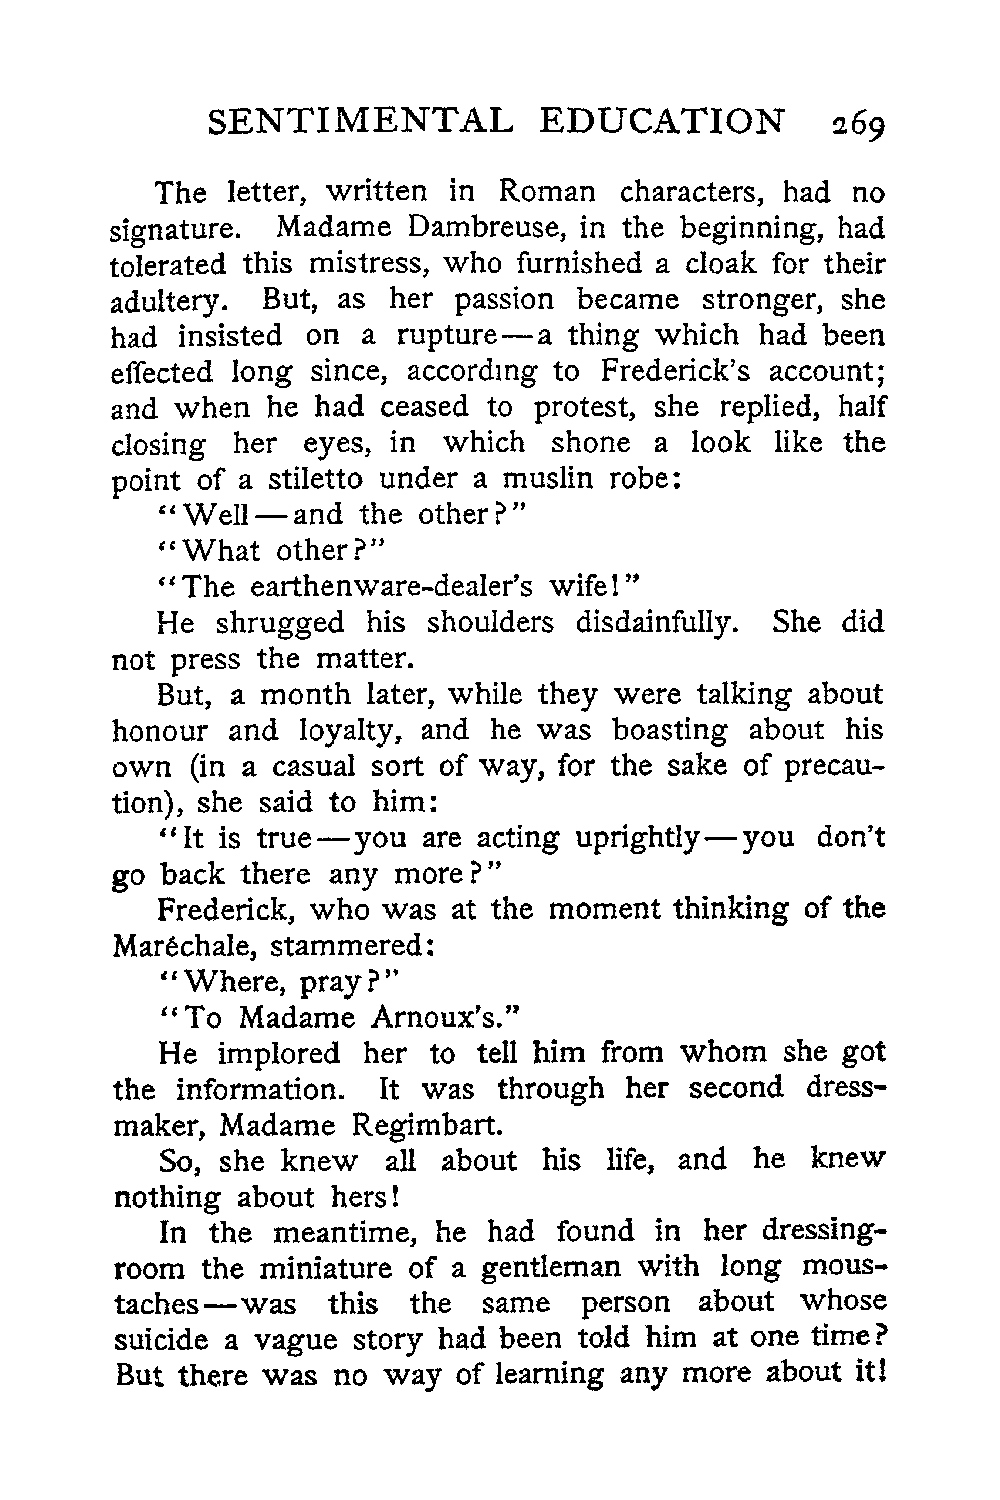 SENTIMENTAL EDUCATION 269
The letter, written in Roman characters, had no
signature. Madame Dambreuse, in the beginning, had
tolerated this mistress, who furnished a cloak for their
adultery. But, as her passion became stronger, she
had insisted on a rupture—a thing which had been
effected long since, according to Frederick's account;
and when he had ceased to protest, she replied, half
closing her eyes, in which shone a look like the
point of a stiletto under a muslin robe:
"Well—and the other?"
"What other?"
"The earthenware-dealer's wife!"
He shrugged his shoulders disdainfully. She did
not press the matter.
But, a month later, while they were talking about
honour and loyalty, and he was boasting about his
own (in a casual sort of way, for the sake of precau-
tion), she said to him:
"It is true—you are acting uprightly—you don't
go back there any more?"
Frederick, who was at the moment thinking of the
Maréchale, stammered:
"Where, pray?"
"To Madame Arnoux's."
He implored her to tell him from whom she got
the information. It was through her second dress-
maker, Madame Regimbart.
So, she knew all about his life, and he knew
nothing about hers!
In the meantime, he had found in her dressing-
room the miniature of a gentleman with long mous-
taches—was this the same person about whose
suicide a vague story had been told him at one time?
But there was no way of learning any more about it!